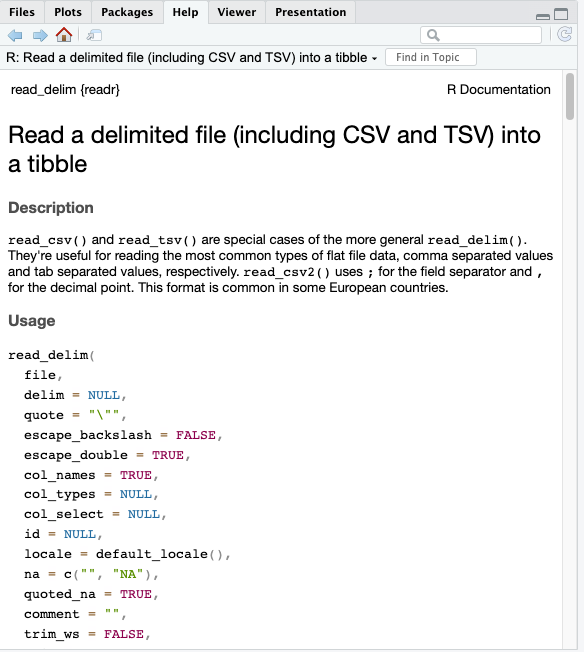 Files Plots Packages Help Viewer Presentation
R: Read a delimited file (including CSV and TSV) into a tibble Find in Topic
read_delim {readr} R Documentation
Read a delimited file (including CSV and TSV) into
a tibble
Description
read_csv() and read_tsv() are special cases of the more general read_delim().
They're useful for reading the most common types of flat file data, comma separated values
and tab separated values, respectively. read_csv2() uses ; for the field separator and ,
for the decimal point. This format is common in some European countries.
Usage
read_delim(
  file,
  delim = NULL,
  quote = "\"",
  escape_backslash = FALSE,
  escape_double = TRUE,
  col_names = TRUE,
  col_types = NULL,
  col_select = NULL,
  id = NULL,
  locale = default_locale(),
  na = c("", "NA"),
  quoted_na = TRUE,
  comment = "",
  trim_ws = FALSE,